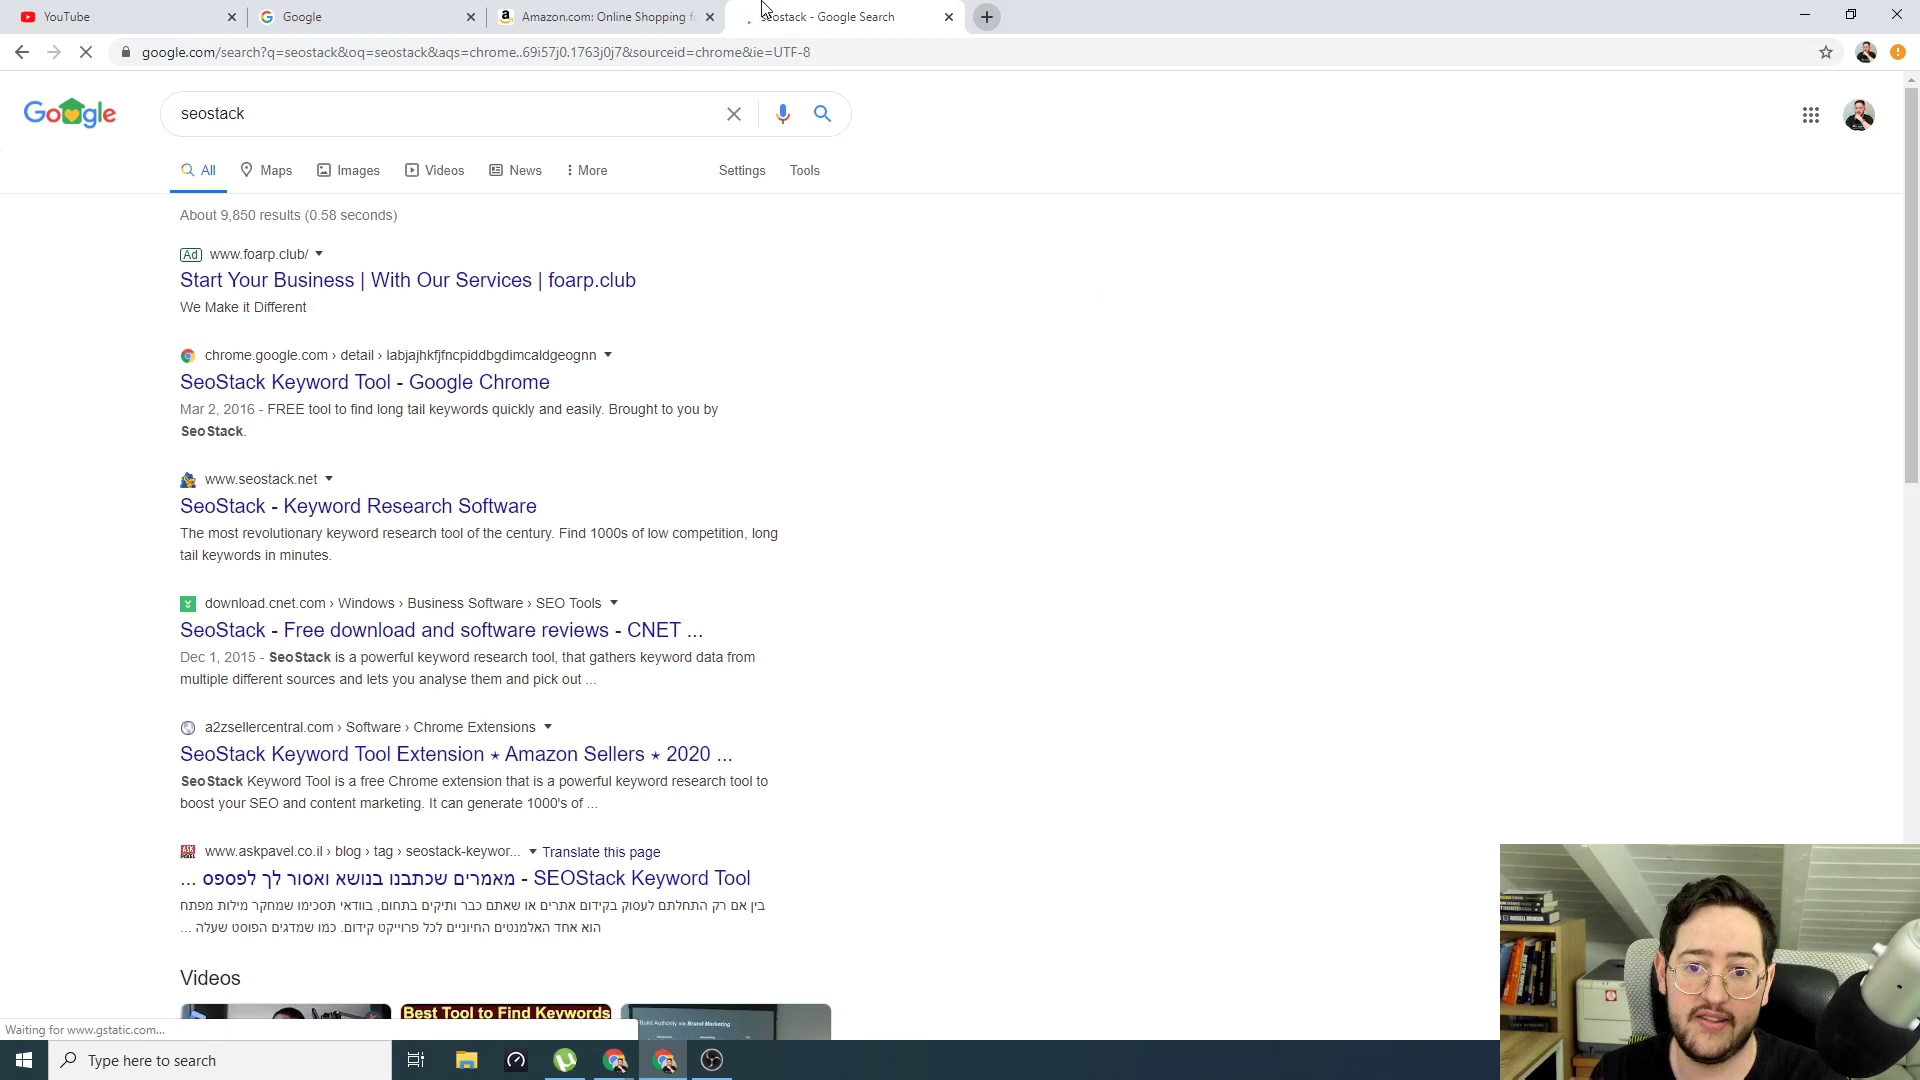 YouTube
Google
Amazon.com: Online Shopping f
seostack - Google Search
google.com/search?q=seostack&oq=seostack&aqs=chrome..69i57j0.1763j0j7&sourceid=chrome&ie=UTF-8
Google
seostack
All
Maps
Images
Videos
News
More
Settings
Tools
About 9,850 results (0.58 seconds)
Ad www.foarp.club/
Start Your Business | With Our Services | foarp.club
We Make it Different
chrome.google.com › detail › labjajhkfjfncpiddbgdimcaldgeognn
SeoStack Keyword Tool - Google Chrome
Mar 2, 2016 - FREE tool to find long tail keywords quickly and easily. Brought to you by
SeoStack.
www.seostack.net
SeoStack - Keyword Research Software
The most revolutionary keyword research tool of the century. Find 1000s of low competition, long
tail keywords in minutes.
download.cnet.com › Windows › Business Software › SEO Tools
SeoStack - Free download and software reviews - CNET ...
Dec 1, 2015 - SeoStack is a powerful keyword research tool, that gathers keyword data from
multiple different sources and lets you analyse them and pick out ...
a2zsellercentral.com › Software › Chrome Extensions
SeoStack Keyword Tool Extension ⋆ Amazon Sellers ⋆ 2020 ...
SeoStack Keyword Tool is a free Chrome extension that is a powerful keyword research tool to
boost your SEO and content marketing. It can generate 1000's of ...
www.askpavel.co.il › blog › tag › seostack-keywor...
Translate this page
SEOStack Keyword Tool - מאמרים שכתבנו בנושא ואסור לך לפספס ...
בין אם רק התחלתם לעסוק בקידום אתרים או שאתם כבר ותיקים בתחום, בוודאי תסכימו שמחקר מילות מפתח
הוא אחד האלמנטים החיוניים לכל פרוייקט קידום. כמו שמדגים הפוסט שעלה ...
Videos
Best Tool to Find Keywords
Build Authority via Brand Marketing
Waiting for www.gstatic.com...
Type here to search
RUSSELL BRUNSON